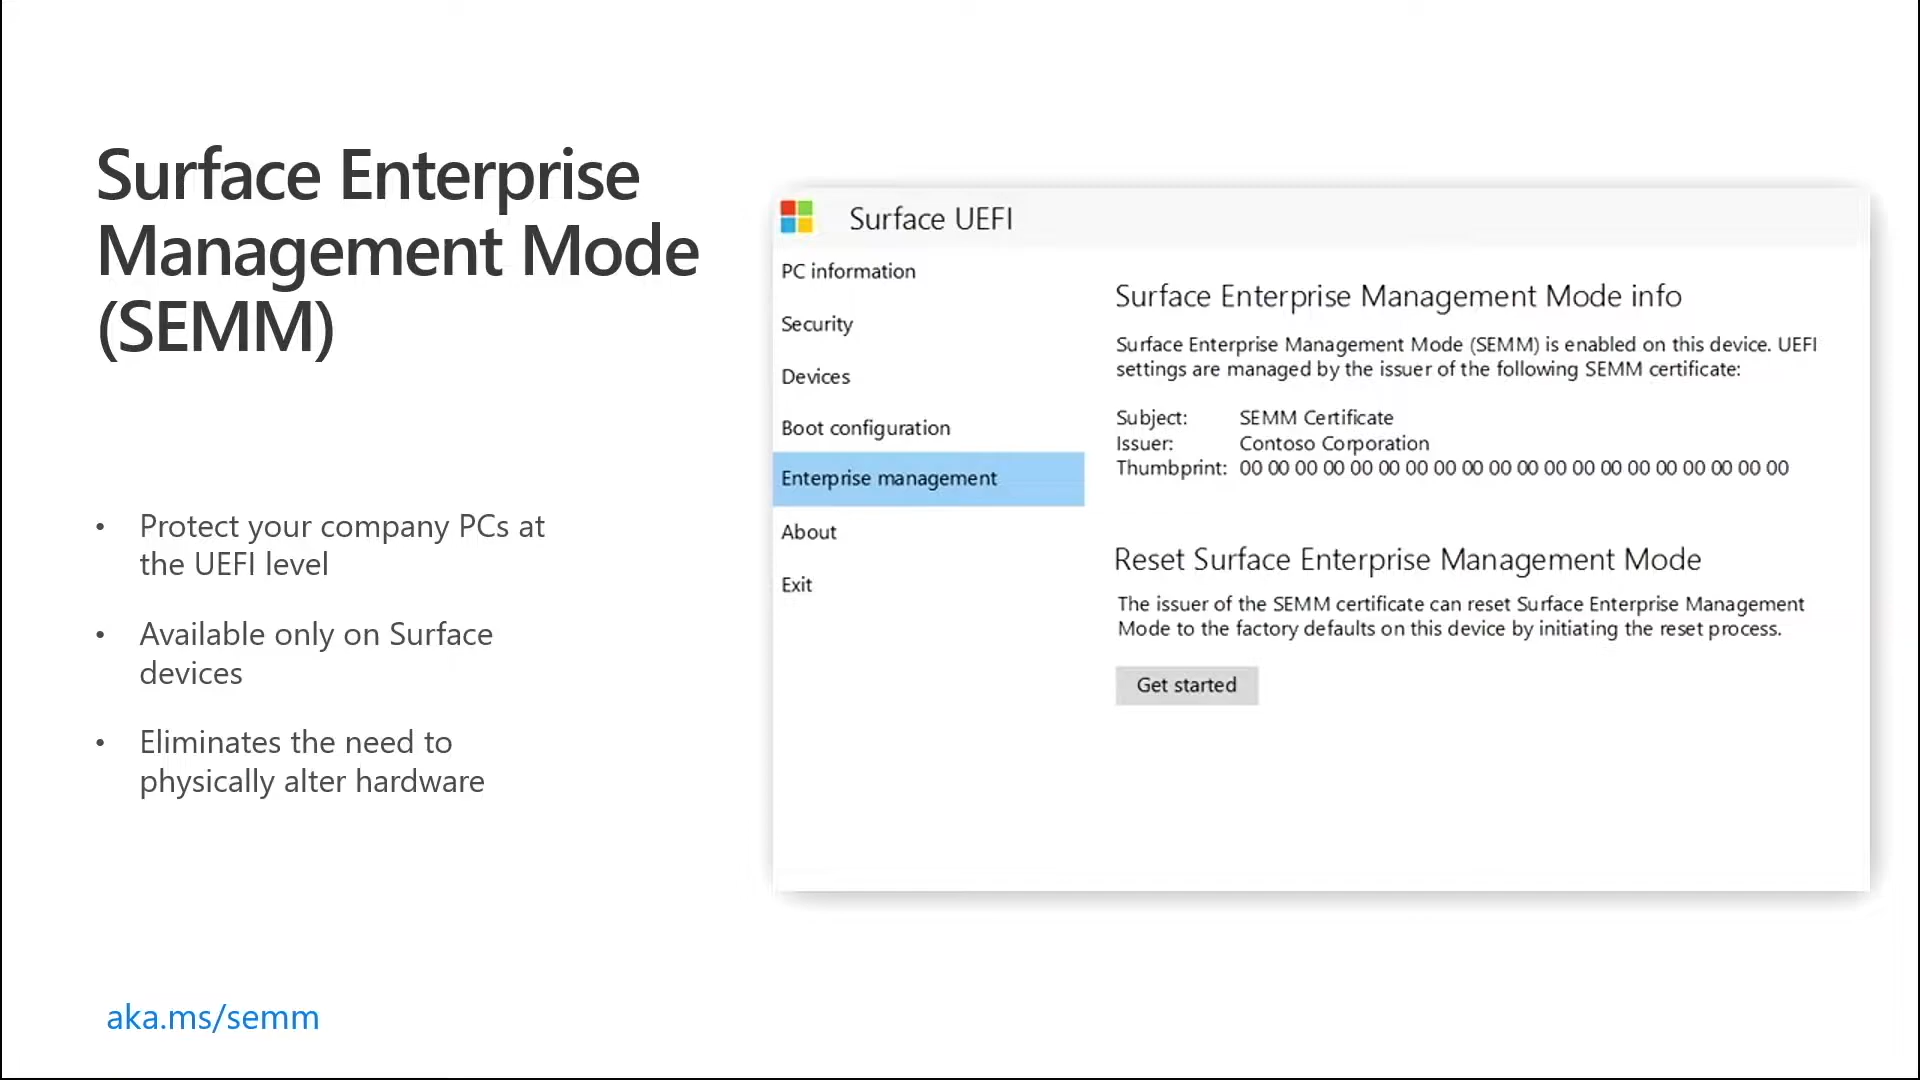 Surface Enterprise
Management Mode
(SEMM)
• Protect your company PCs at
the UEFI level
• Available only on Surface
devices
• Eliminates the need to
physically alter hardware
aka.ms/semm
Surface UEFI
PC information
Security
Devices
Boot configuration
Enterprise management
About
Exit
Surface Enterprise Management Mode info
Surface Enterprise Management Mode (SEMM) is enabled on this device. UEFI
settings are managed by the issuer of the following SEMM certificate:
Subject: SEMM Certificate
Issuer: Contoso Corporation
Thumbprint: 00 00 00 00 00 00 00 00 00 00 00 00 00 00 00 00 00 00 00 00
Reset Surface Enterprise Management Mode
The issuer of the SEMM certificate can reset Surface Enterprise Management
Mode to the factory defaults on this device by initiating the reset process.
Get started